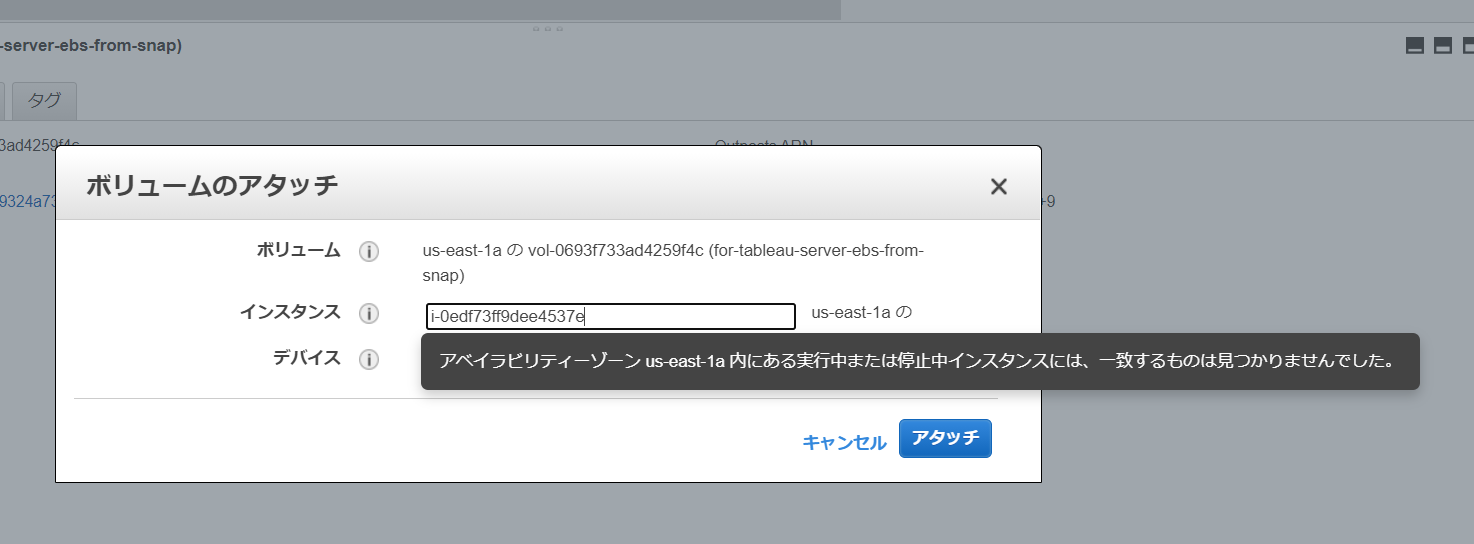 -server-ebs-from-snap)
タグ
3ad4259f4c
Outposts ARN
9324a73
+9
ボリュームのアタッチ
ボリューム
us-east-1a の vol-0693f733ad4259f4c (for-tableau-server-ebs-from-
snap)
インスタンス
i-0edf73ff9dee4537e
us-east-1a の
デバイス
アベイラビリティーゾーン us-east-1a 内にある実行中または停止中インスタンスには、一致するものは見つかりませんでした。
キャンセル
アタッチ